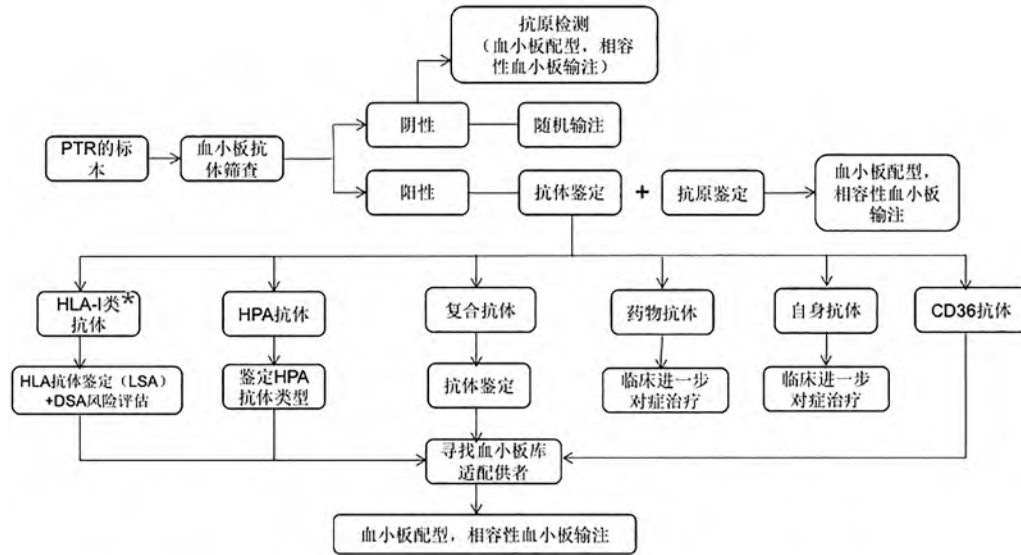 抗原检测
（血小板配型，相容
性血小板输注）
阴性
随机输注
PTR的标
本
血小板抗
体筛查
阳性
抗体鉴定
+
抗原鉴定
血小板配型，
相容性血小板
输注
HLA-I类*
抗体
HPA抗体
复合抗体
药物抗体
自身抗体
CD36抗体
HLA抗体鉴定（LSA）
+DSA风险评估
鉴定HPA
抗体类型
抗体鉴定
临床进一步
对症治疗
临床进一步
对症治疗
寻找血小板库
适配供者
血小板配型，相容性血小板输注